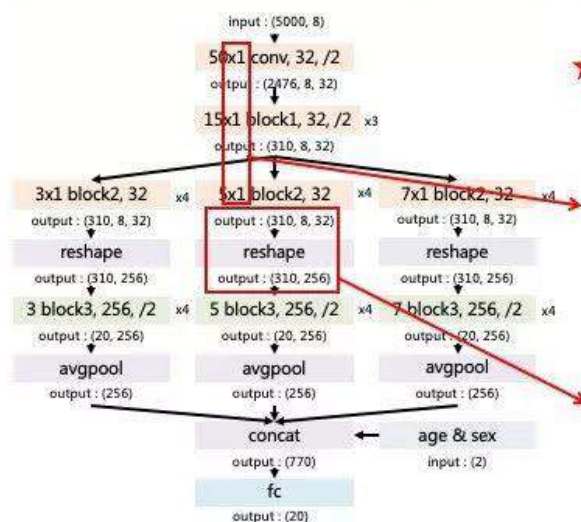 input : (5000, 8)
50x1 conv, 32, /2
output : (2476, 8, 32)
15x1 block1, 32, /2 x3
output : (310, 8, 32)
3x1 block2, 32 x4 5x1 block2, 32 x4 7x1 block2, 32 x4
output : (310, 8, 32) output : (310, 8, 32) output : (310, 8, 32)
reshape reshape reshape
output : (310, 256) output : (310, 256) output : (310, 256)
3 block3, 256, /2 x4 5 block3, 256, /2 x4 7 block3, 256, /2 x4
output : (20, 256) output : (20, 256) output : (20, 256)
avgpool avgpool avgpool
output : (256) output : (256) output : (256)
concat age & sex
output : (770) input : (2)
fc
output : (20)